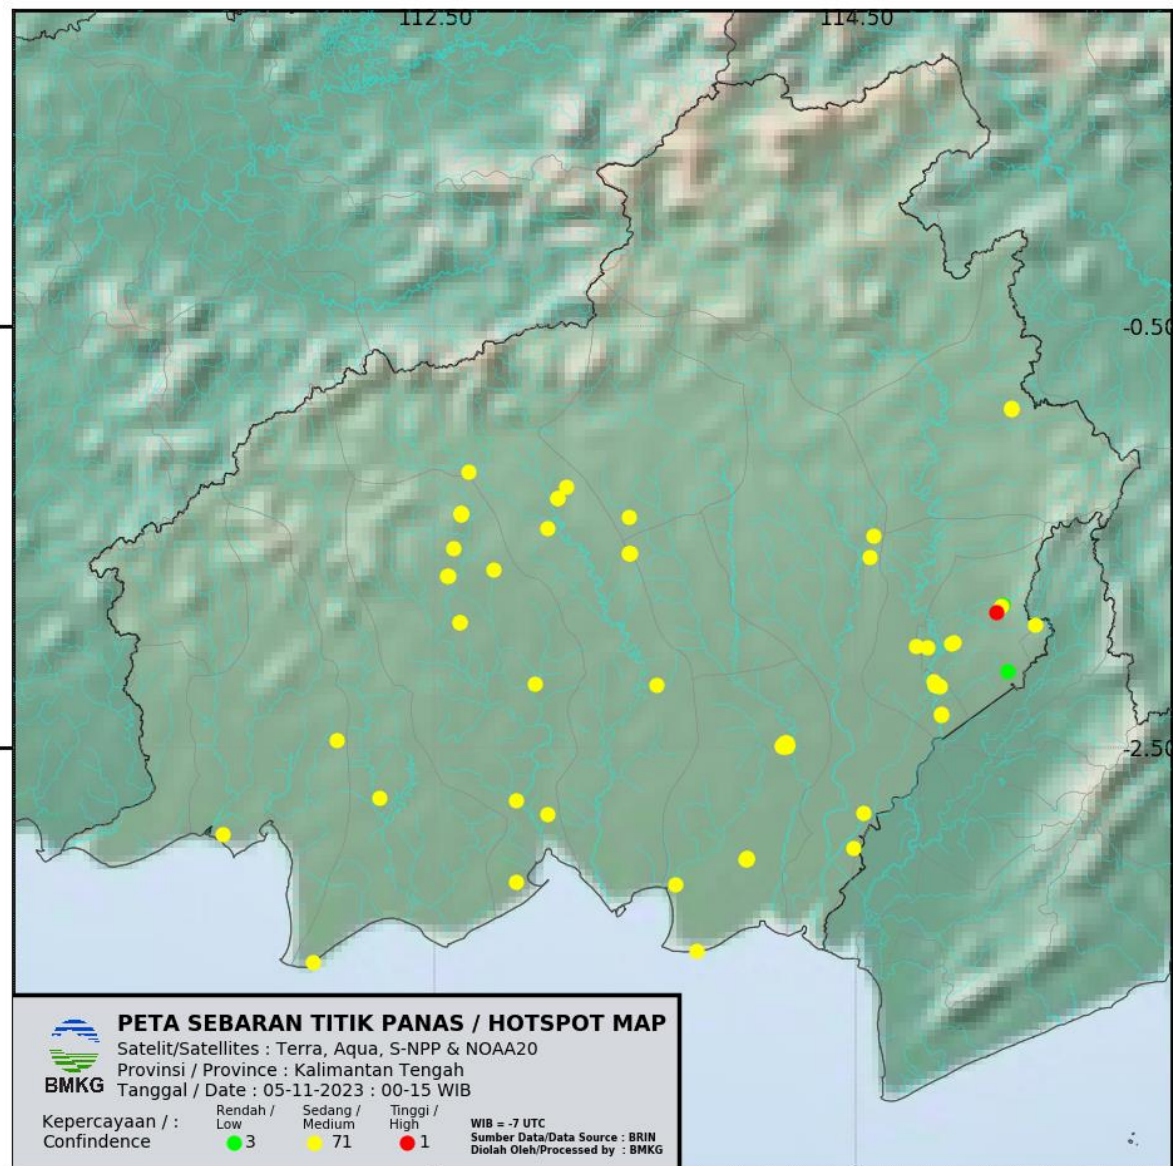 112.50
114.50
-0.50
-2.50
PETA SEBARAN TITIK PANAS / HOTSPOT MAP
Satelit/Satellites : Terra, Aqua, S-NPP & NOAA20
Provinsi / Province : Kalimantan Tengah
Tanggal / Date : 05-11-2023 : 00-15 WIB
BMKG
Kepercayaan / :
Confindence
Rendah /
Low
3
Sedang /
Medium
71
Tinggi /
High
1
WIB = -7 UTC
Sumber Data/Data Source : BRIN
Diolah Oleh/Processed by : BMKG